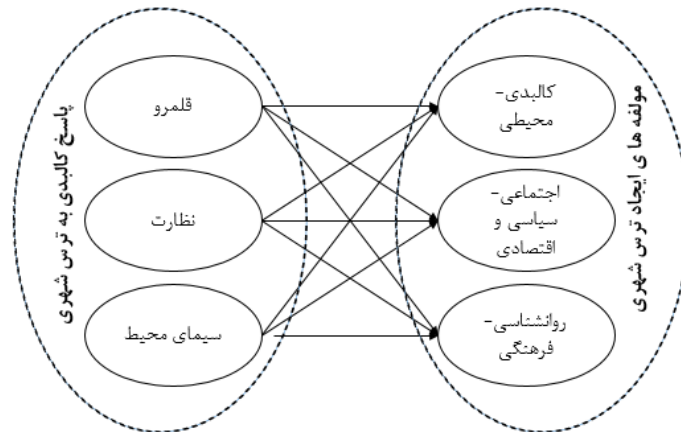 مولفه های ایجاد ترس شهری
کالبدی-
محیطی
اجتماعی-
سیاسی و
اقتصادی
روانشناسی-
فرهنگی
پاسخ کالبدی به ترس شهری
قلمرو
نظارت
سیمای محیط